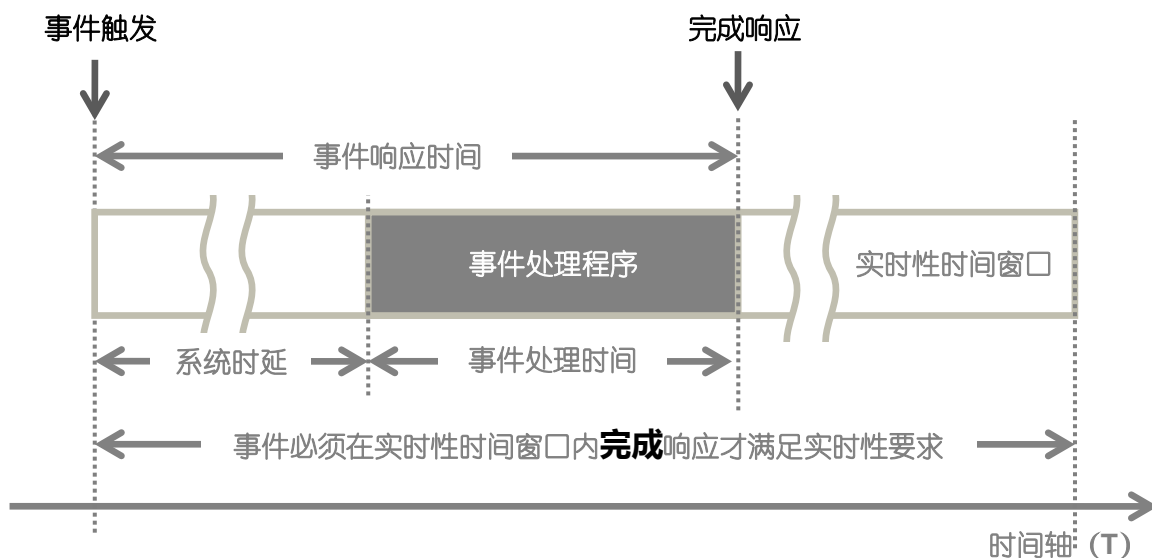 事件触发
完成响应
事件响应时间
事件处理程序
实时性时间窗口
系统时延
事件处理时间
事件必须在实时性时间窗口内完成响应才满足实时性要求
时间轴（T）